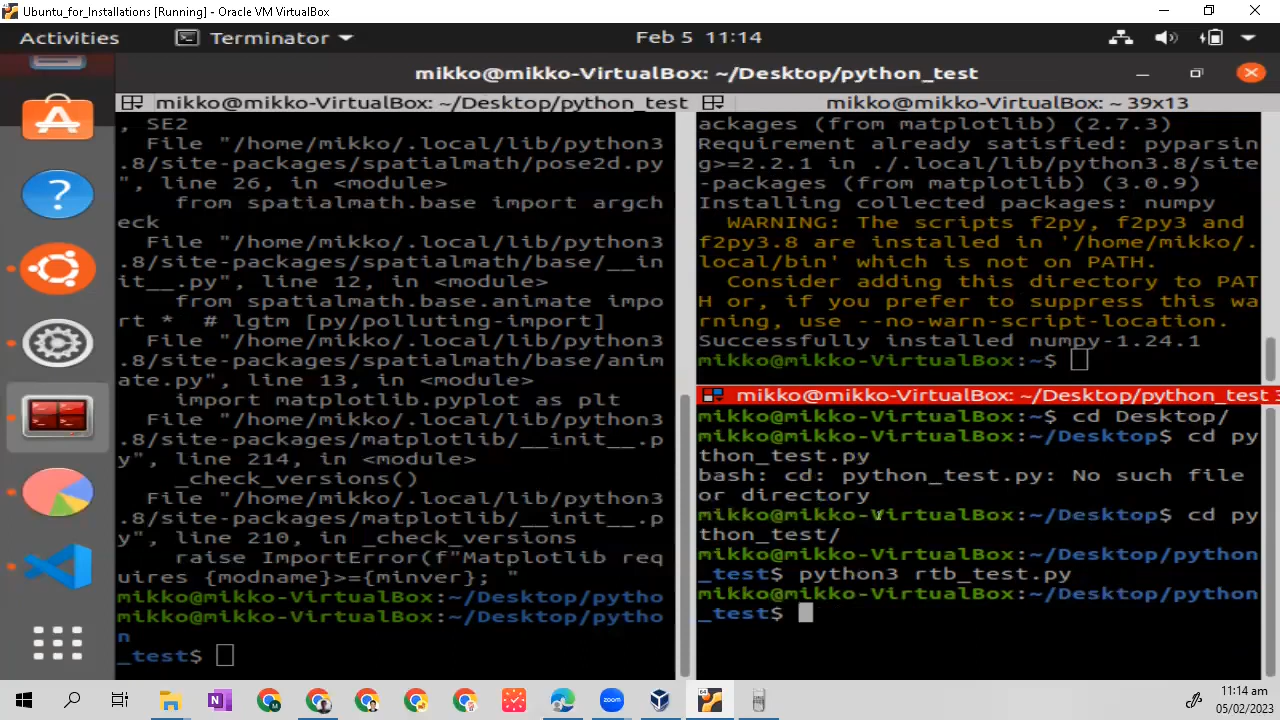 Ubuntu_for_Installations [Running] - Oracle VM VirtualBox
Activities Terminator Feb 5 11:14
mikko@mikko-VirtualBox: ~/Desktop/python_test
mikko@mikko-VirtualBox: ~/Desktop/python_test
, SE2
File "/home/mikko/.local/lib/python3
.8/site-packages/spatialmath/pose2d.py
", line 26, in <module>
from spatialmath.base import argch
eck
File "/home/mikko/.local/lib/python3
.8/site-packages/spatialmath/base/__in
it__.py", line 12, in <module>
from spatialmath.base.animate impo
rt *  # lgtm [py/polluting-import]
File "/home/mikko/.local/lib/python3
.8/site-packages/spatialmath/base/anim
ate.py", line 13, in <module>
import matplotlib.pyplot as plt
File "/home/mikko/.local/lib/python3
.8/site-packages/matplotlib/__init__.p
y", line 214, in <module>
_check_versions()
File "/home/mikko/.local/lib/python3
.8/site-packages/matplotlib/__init__.p
y", line 210, in _check_versions
raise ImportError(f"Matplotlib req
uires {modname}>={minver}; "
mikko@mikko-VirtualBox:~/Desktop/pytho
mikko@mikko-VirtualBox:~/Desktop/pytho
n
_test$
mikko@mikko-VirtualBox: ~ 39x13
ackages (from matplotlib) (2.7.3)
Requirement already satisfied: pyparsin
g>=2.2.1 in ./.local/lib/python3.8/site
-packages (from matplotlib) (3.0.9)
Installing collected packages: numpy
WARNING: The scripts f2py, f2py3 and
f2py3.8 are installed in '/home/mikko/.
local/bin' which is not on PATH.
Consider adding this directory to PAT
H or, if you prefer to suppress this wa
rning, use --no-warn-script-location.
Successfully installed numpy-1.24.1
mikko@mikko-VirtualBox:~$
mikko@mikko-VirtualBox: ~/Desktop/python_test 3
mikko@mikko-VirtualBox:~$ cd Desktop/
mikko@mikko-VirtualBox:~/Desktop$ cd py
thon_test.py
bash: cd: python_test.py: No such file
or directory
mikko@mikko-VirtualBox:~/Desktop$ cd py
thon_test/
mikko@mikko-VirtualBox:~/Desktop/python
_test$ python3 rtb_test.py
mikko@mikko-VirtualBox:~/Desktop/python
_test$
zoom
64
11:14 am
05/02/2023